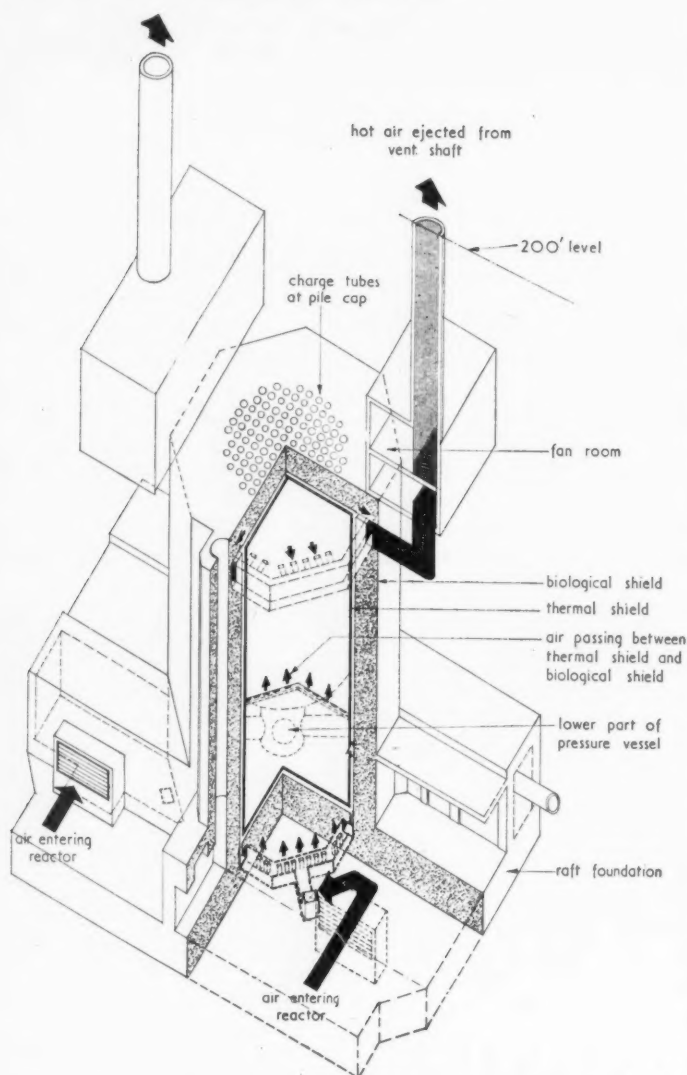 hot air ejected from
vent shaft
200' level
charge tubes
at pile cap
fan room
biological shield
thermal shield
air passing between
thermal shield and
biological shield
lower part of
pressure vessel
air entering
reactor
raft foundation
air entering
reactor